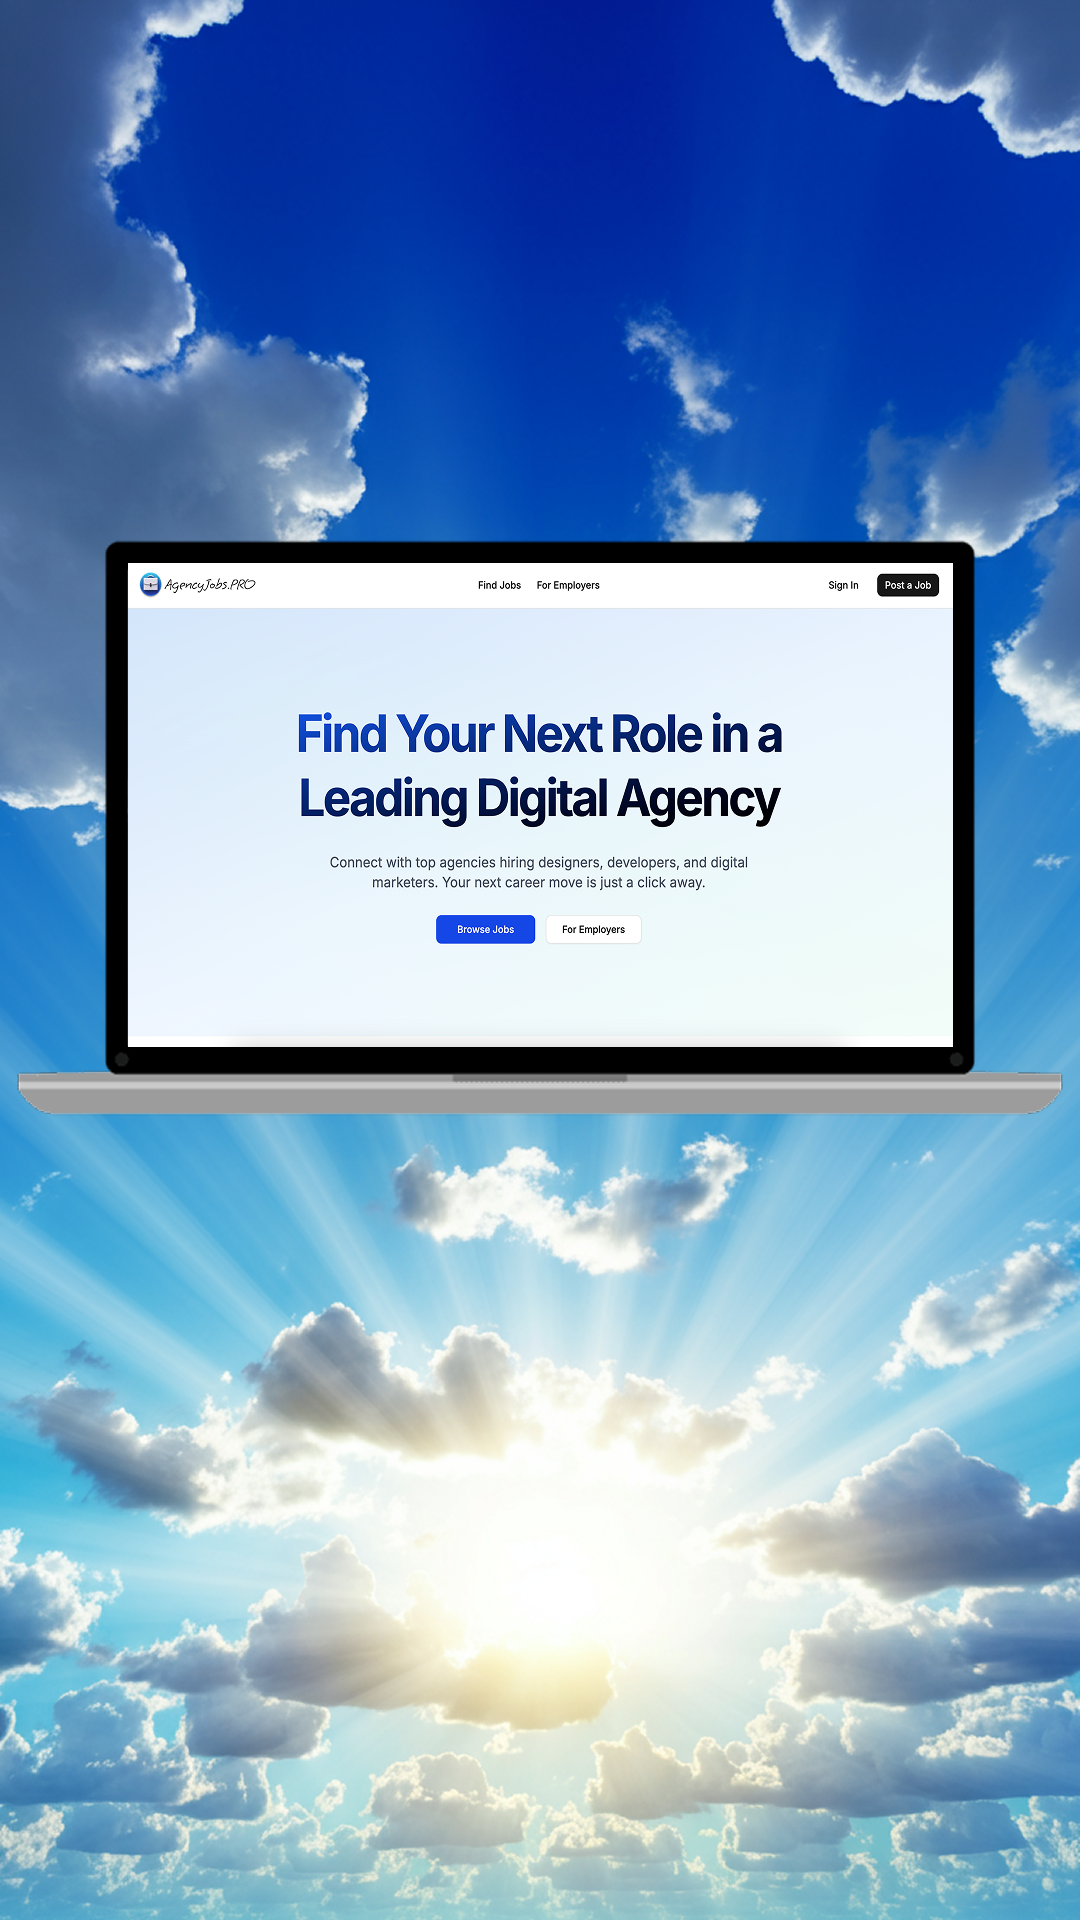 AgencyJobs.PRO
Find Jobs
For Employers
Sign In
Post a Job
Find Your Next Role in a
Leading Digital Agency
Connect with top agencies hiring designers, developers, and digital
marketers. Your next career move is just a click away.
Browse Jobs
For Employers